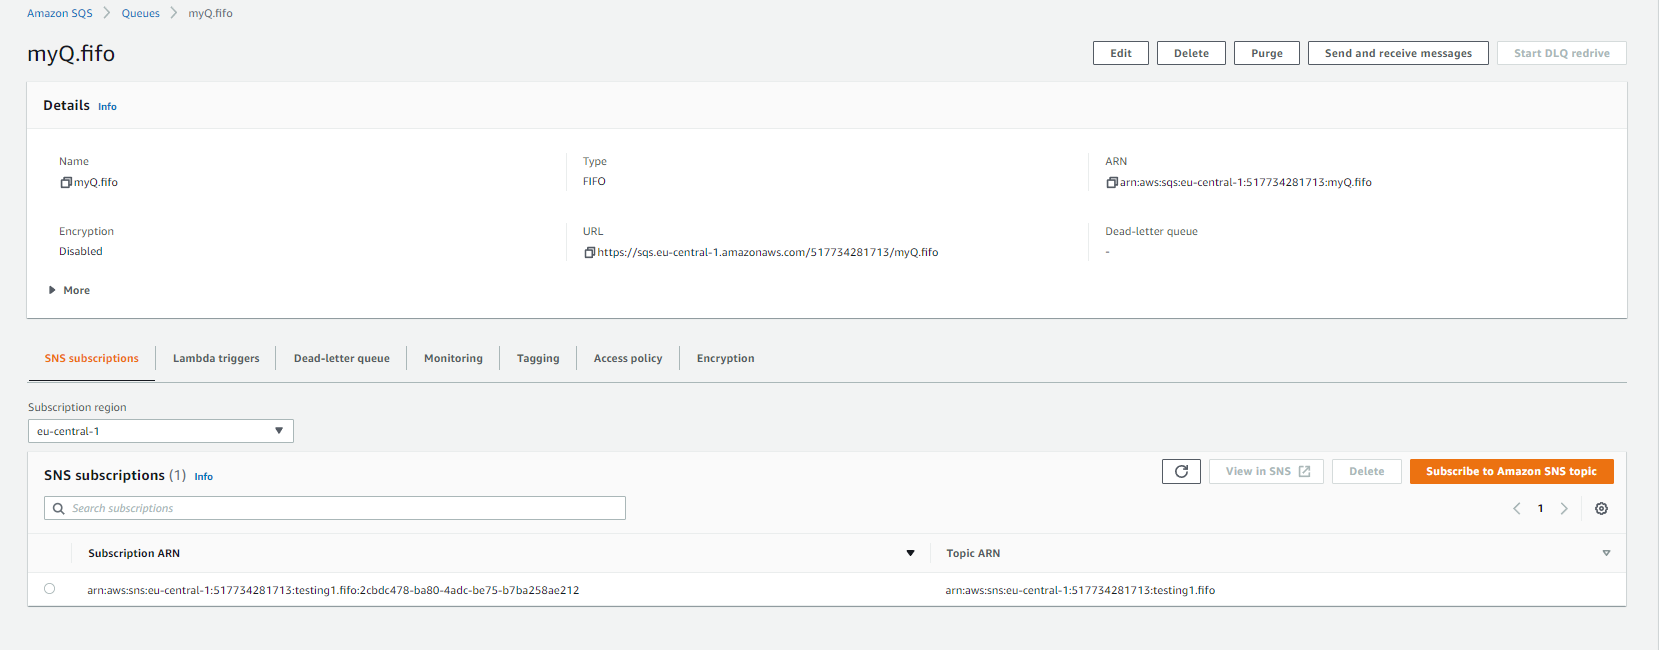 Amazon SQS > Queues > myQ.fifo
myQ.fifo
Edit Delete Purge Send and receive messages Start DLQ redrive
Details Info
Name Type ARN
myQ.fifo FIFO arn:aws:sqs:eu-central-1:517734281713:myQ.fifo
Encryption URL Dead-letter queue
Disabled https://sqs.eu-central-1.amazonaws.com/517734281713/myQ.fifo -
More
SNS subscriptions Lambda triggers Dead-letter queue Monitoring Tagging Access policy Encryption
Subscription region
eu-central-1
SNS subscriptions (1) Info View in SNS Delete Subscribe to Amazon SNS topic
Search subscriptions 1
Subscription ARN Topic ARN
arn:aws:sns:eu-central-1:517734281713:testing1.fifo:2cbdc478-ba80-4adc-be75-b7ba258ae212 arn:aws:sns:eu-central-1:517734281713:testing1.fifo